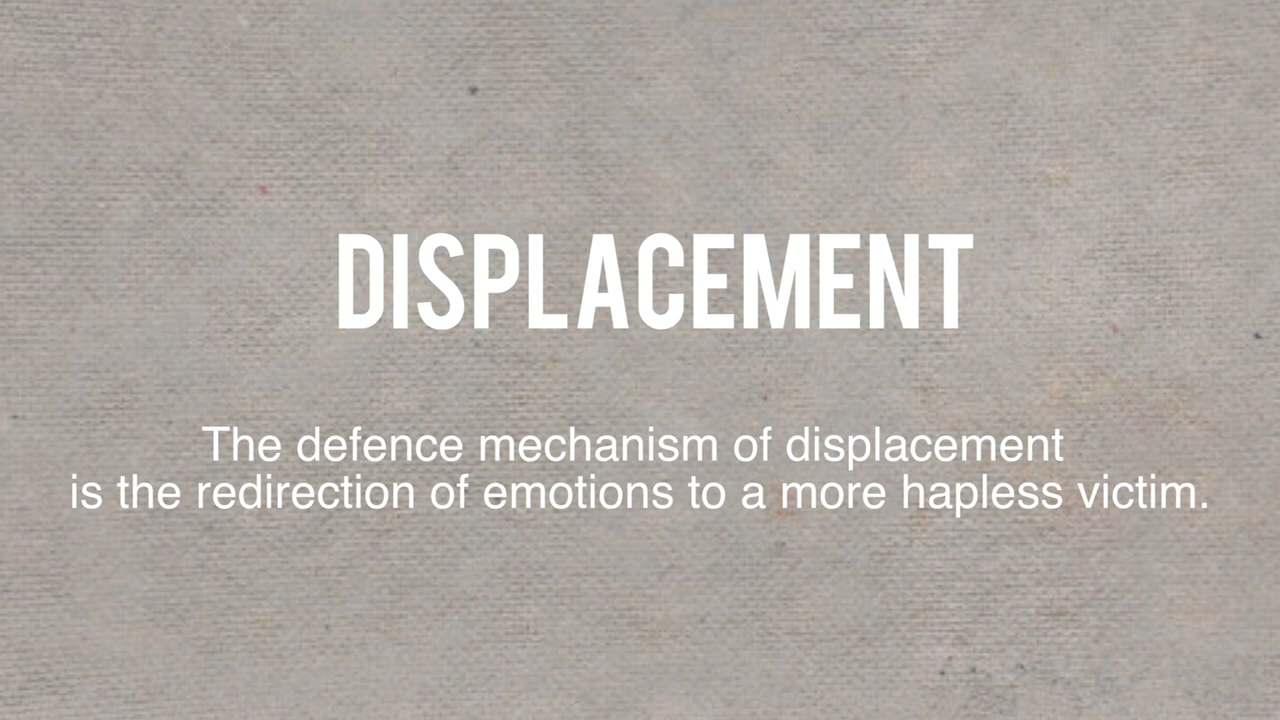 DISPLACEMENT
The defence mechanism of displacement
is the redirection of emotions to a more hapless victim.